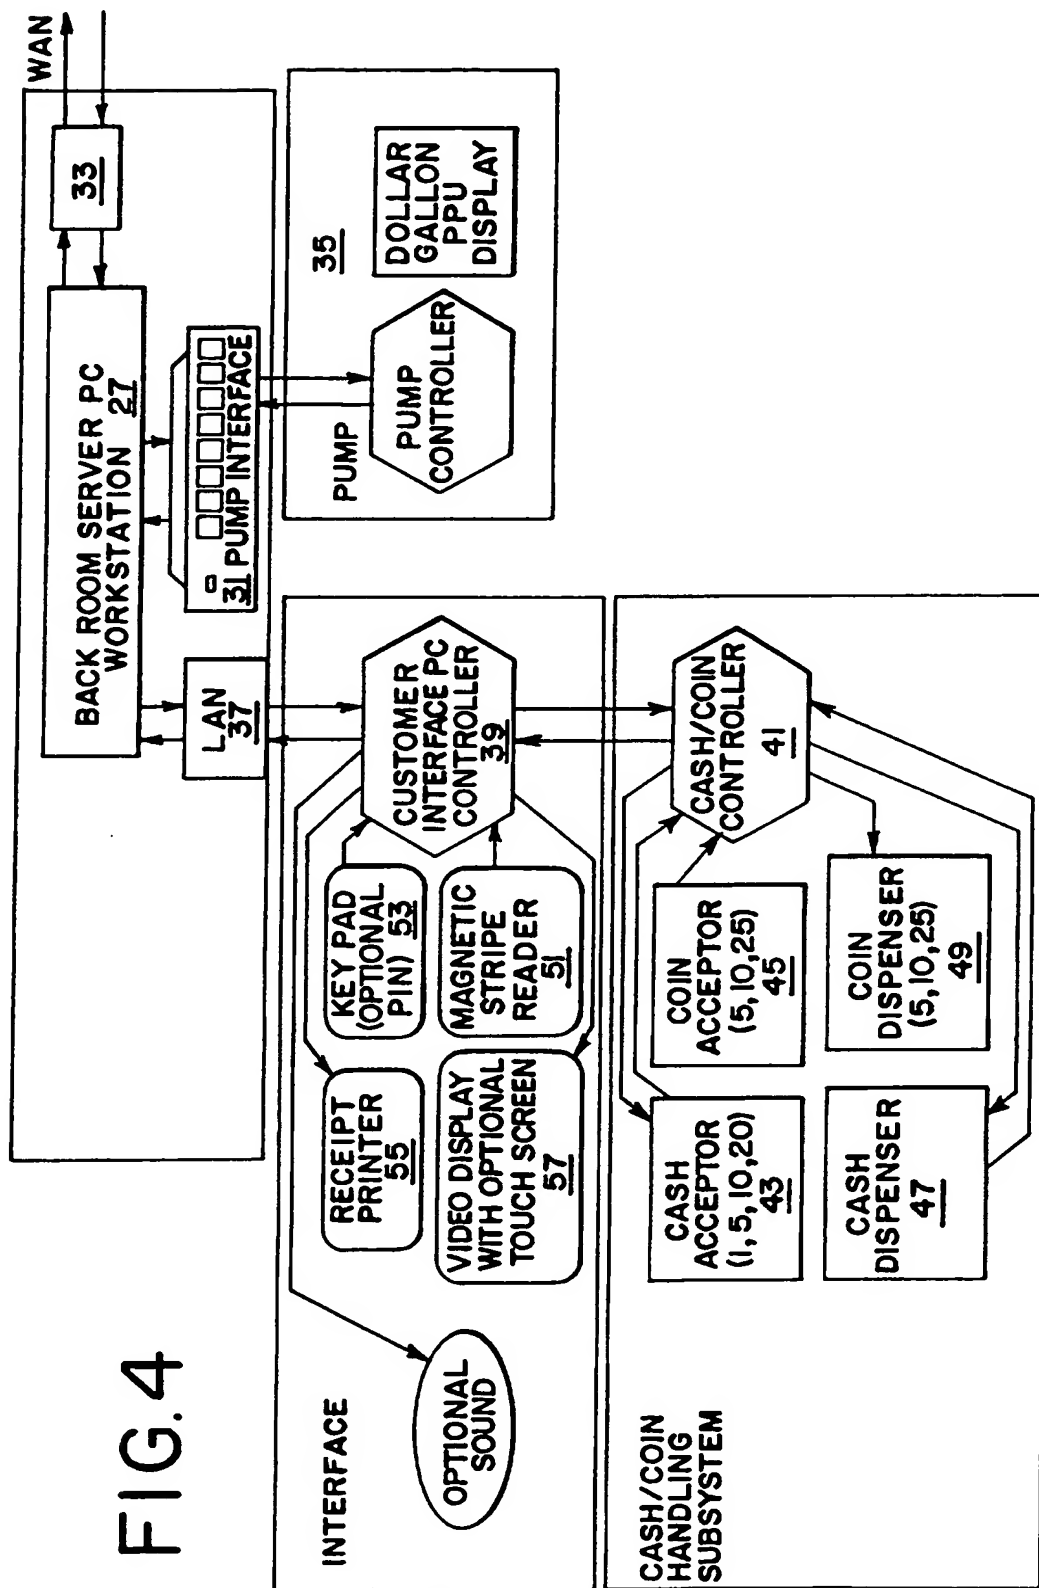 FIG. 4
WAN
33
BACK ROOM SERVER PC
WORKSTATION 27
LAN
37
31 PUMP INTERFACE
PUMP
35
PUMP
CONTROLLER
DOLLAR
GALLON
PPU
DISPLAY
INTERFACE
OPTIONAL
SOUND
RECEIPT
PRINTER
55
KEY PAD
(OPTIONAL
PIN) 53
CUSTOMER
INTERFACE PC
CONTROLLER
39
VIDEO DISPLAY
WITH OPTIONAL
TOUCH SCREEN
57
MAGNETIC
STRIPE
READER
51
CASH/COIN
HANDLING
SUBSYSTEM
CASH
ACCEPTOR
(1,5,10,20)
43
COIN
ACCEPTOR
(5,10,25)
45
CASH/COIN
CONTROLLER
41
CASH
DISPENSER
47
COIN
DISPENSER
(5,10,25)
49